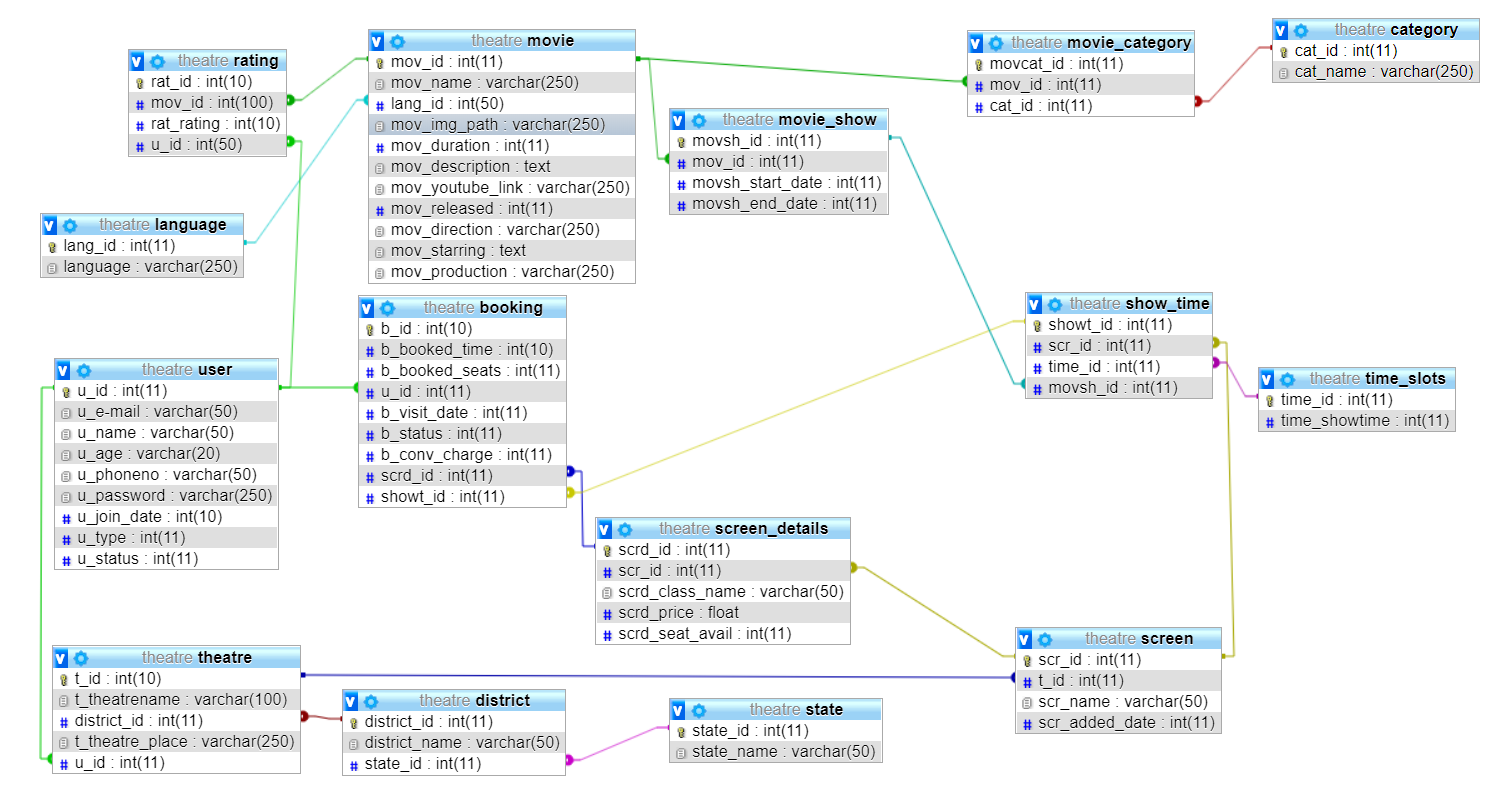 theatre rating
rat_id : int(10)
mov_id : int(100)
rat_rating : int(10)
u_id : int(50)
theatre movie
mov_id : int(11)
mov_name : varchar(250)
lang_id : int(50)
mov_img_path : varchar(250)
mov_duration : int(11)
mov_description : text
mov_youtube_link : varchar(250)
mov_released : int(11)
mov_direction : varchar(250)
mov_starring : text
mov_production : varchar(250)
theatre movie_category
movcat_id : int(11)
mov_id : int(11)
cat_id : int(11)
theatre category
cat_id : int(11)
cat_name : varchar(250)
theatre movie_show
movsh_id : int(11)
mov_id : int(11)
movsh_start_date : int(11)
movsh_end_date : int(11)
theatre language
lang_id : int(11)
language : varchar(250)
theatre booking
b_id : int(10)
b_booked_time : int(10)
b_booked_seats : int(11)
u_id : int(11)
b_visit_date : int(11)
b_status : int(11)
b_conv_charge : int(11)
scrd_id : int(11)
showt_id : int(11)
theatre show_time
showt_id : int(11)
scr_id : int(11)
time_id : int(11)
movsh_id : int(11)
theatre time_slots
time_id : int(11)
time_showtime : int(11)
theatre user
u_id : int(11)
u_e-mail : varchar(50)
u_name : varchar(50)
u_age : varchar(20)
u_phoneno : varchar(50)
u_password : varchar(250)
u_join_date : int(10)
u_type : int(11)
u_status : int(11)
theatre screen_details
scrd_id : int(11)
scr_id : int(11)
scrd_class_name : varchar(50)
scrd_price : float
scrd_seat_avail : int(11)
theatre screen
scr_id : int(11)
t_id : int(11)
scr_name : varchar(50)
scr_added_date : int(11)
theatre theatre
t_id : int(10)
t_theatrename : varchar(100)
district_id : int(11)
t_theatre_place : varchar(250)
u_id : int(11)
theatre district
district_id : int(11)
district_name : varchar(50)
state_id : int(11)
theatre state
state_id : int(11)
state_name : varchar(50)